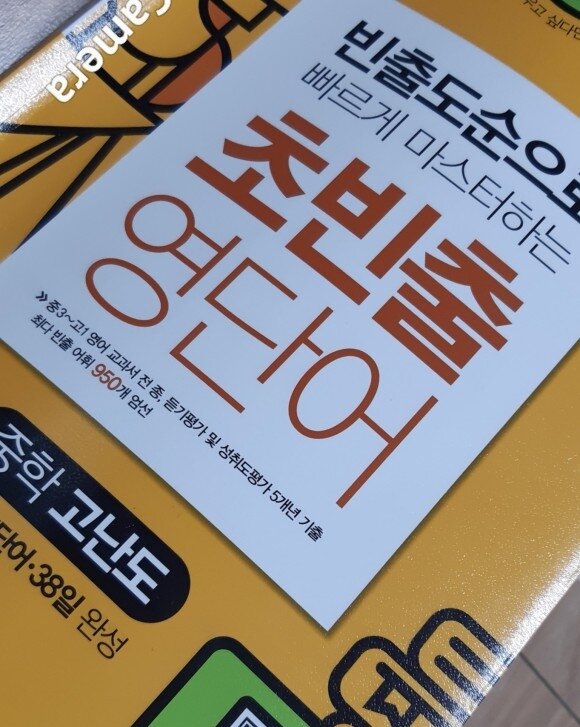 Camera
빈출도순으로
빠르게 마스터하는
초빈출
영단어
» 중3~고1 영어 교과서 전 종, 듣기평가 및 성취도평가 5개년 기출
최다 빈출 어휘 950개 엄선
중학 고난도
단어·38일 완성